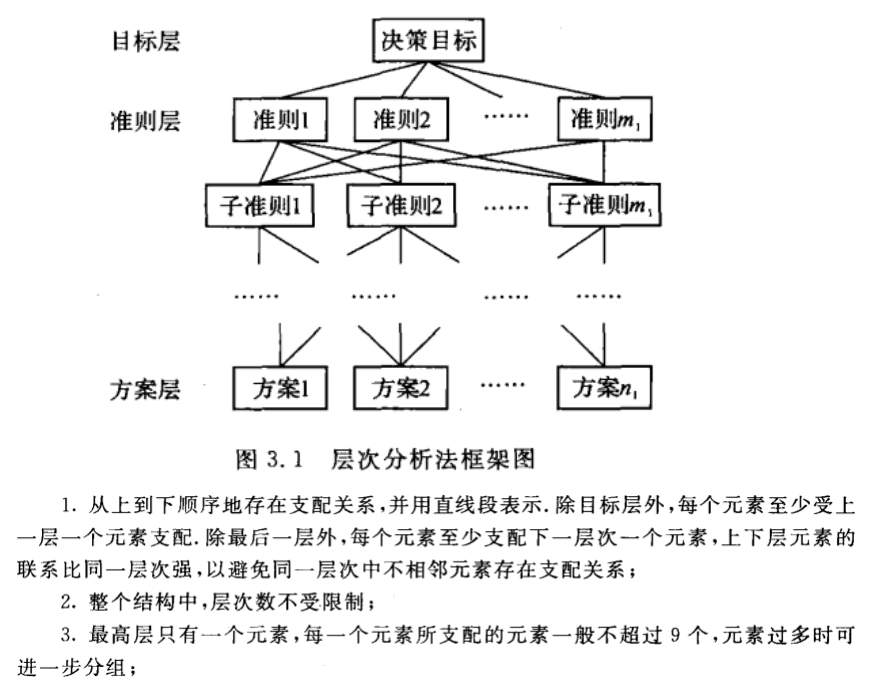 目标层 决策目标
准则层 准则1 准则2 …… 准则m₁
子准则1 子准则2 …… 子准则m₁
…… …… …… ……
方案层 方案1 方案2 …… 方案n₁
图 3.1 层次分析法框架图
1. 从上到下顺序地存在支配关系,并用直线段表示.除目标层外,每个元素至少受上
一层一个元素支配.除最后一层外,每个元素至少支配下一层次一个元素,上下层元素的
联系比同一层次强,以避免同一层次中不相邻元素存在支配关系;
2. 整个结构中,层次数不受限制;
3. 最高层只有一个元素,每一个元素所支配的元素一般不超过 9 个,元素过多时可
进一步分组;